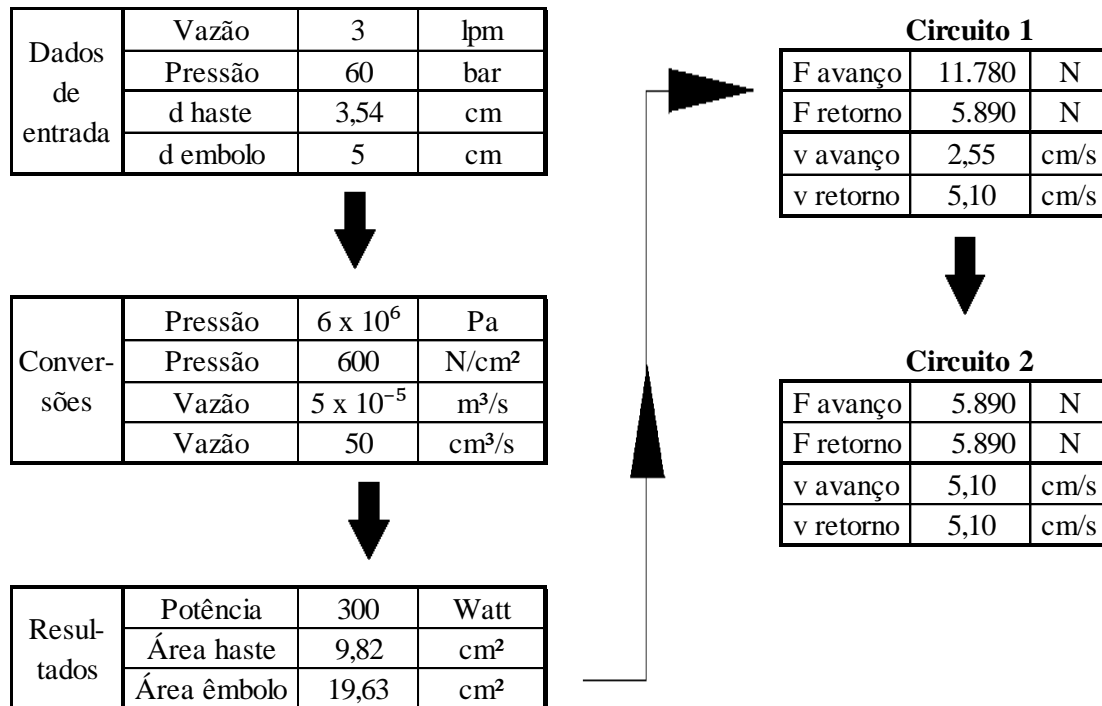 Dados de entrada
Vazão 3 lpm
Pressão 60 bar
d haste 3,54 cm
d embolo 5 cm
Conver-
sões
Pressão 6 x 10⁶ Pa
Pressão 600 N/cm²
Vazão 5 x 10⁻⁵ m³/s
Vazão 50 cm³/s
Resul-
tados
Potência 300 Watt
Área haste 9,82 cm²
Área êmbolo 19,63 cm²
Circuito 1
F avanço 11.780 N
F retorno 5.890 N
v avanço 2,55 cm/s
v retorno 5,10 cm/s
Circuito 2
F avanço 5.890 N
F retorno 5.890 N
v avanço 5,10 cm/s
v retorno 5,10 cm/s